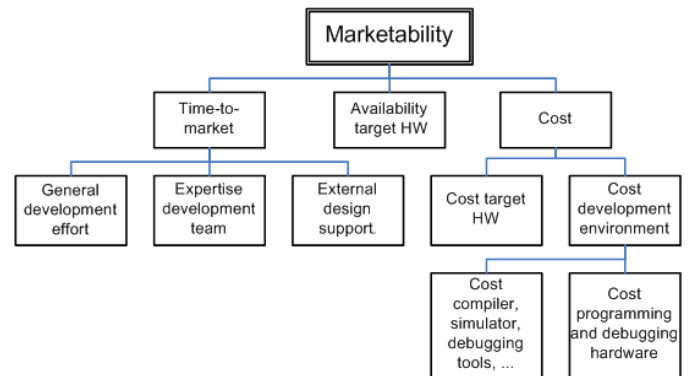 Marketability
Time-to-
market
Availability
target HW
Cost
General
development
effort
Expertise
development
team
External
design
support.
Cost target
HW
Cost
development
environment
Cost
compiler,
simulator,
debugging
tools, ...
Cost
programming
and debugging
hardware